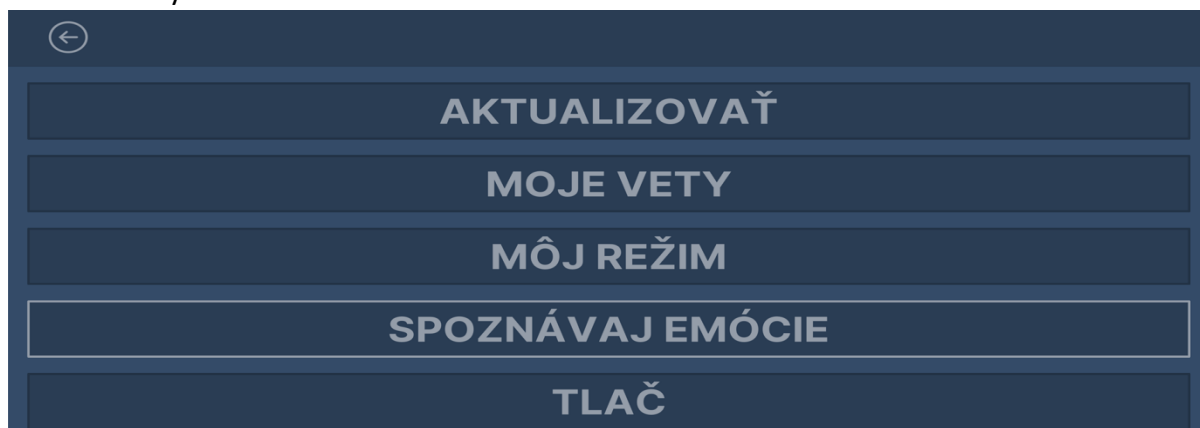 AKTUALIZOVAŤ
MOJE VETY
MÔJ REŽIM
SPOZNÁVAJ EMÓCIE
TLAČ